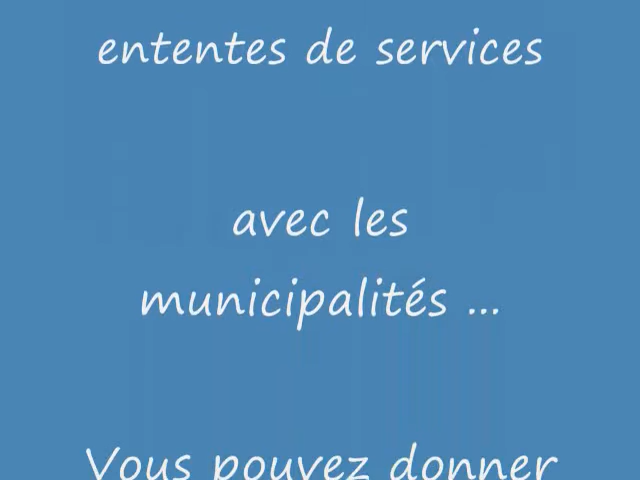 ententes de services
avec les
municipalités ...
Vous pouvez donner